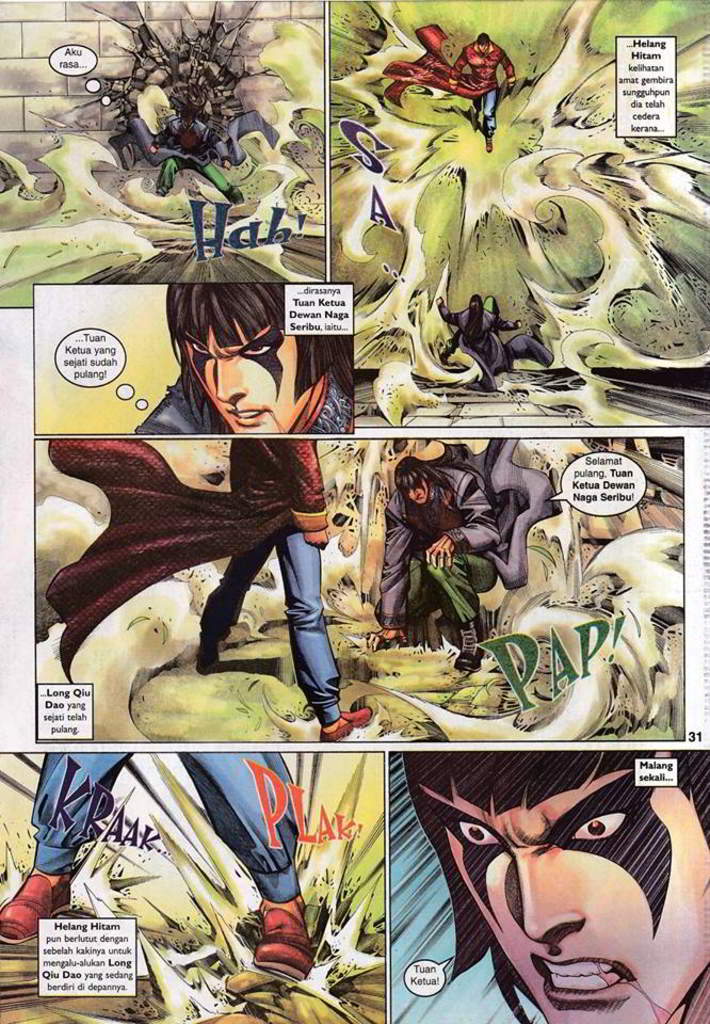 Aku
rasa...
Hab!
...Helang
Hitam
kelihatan
amat gembira
sungguhpun
dia telah
cedera
kerana...
SA...
...dirasanya
Tuan Ketua
Dewan Naga
Seribu, iaitu...
...Tuan
Ketua yang
sejati sudah
pulang!
Selamat
pulang, Tuan
Ketua Dewan
Naga Seribu!
PAP!
...Long Qiu
Dao yang
sejati telah
pulang.
31
KRAAK...
PLAK!
Helang Hitam
pun berlutut dengan
sebelah kakinya untuk
mengalu-alukan Long
Qiu Dao yang sedang
berdiri di depannya.
Malang
sekali...
Tuan
Ketua!